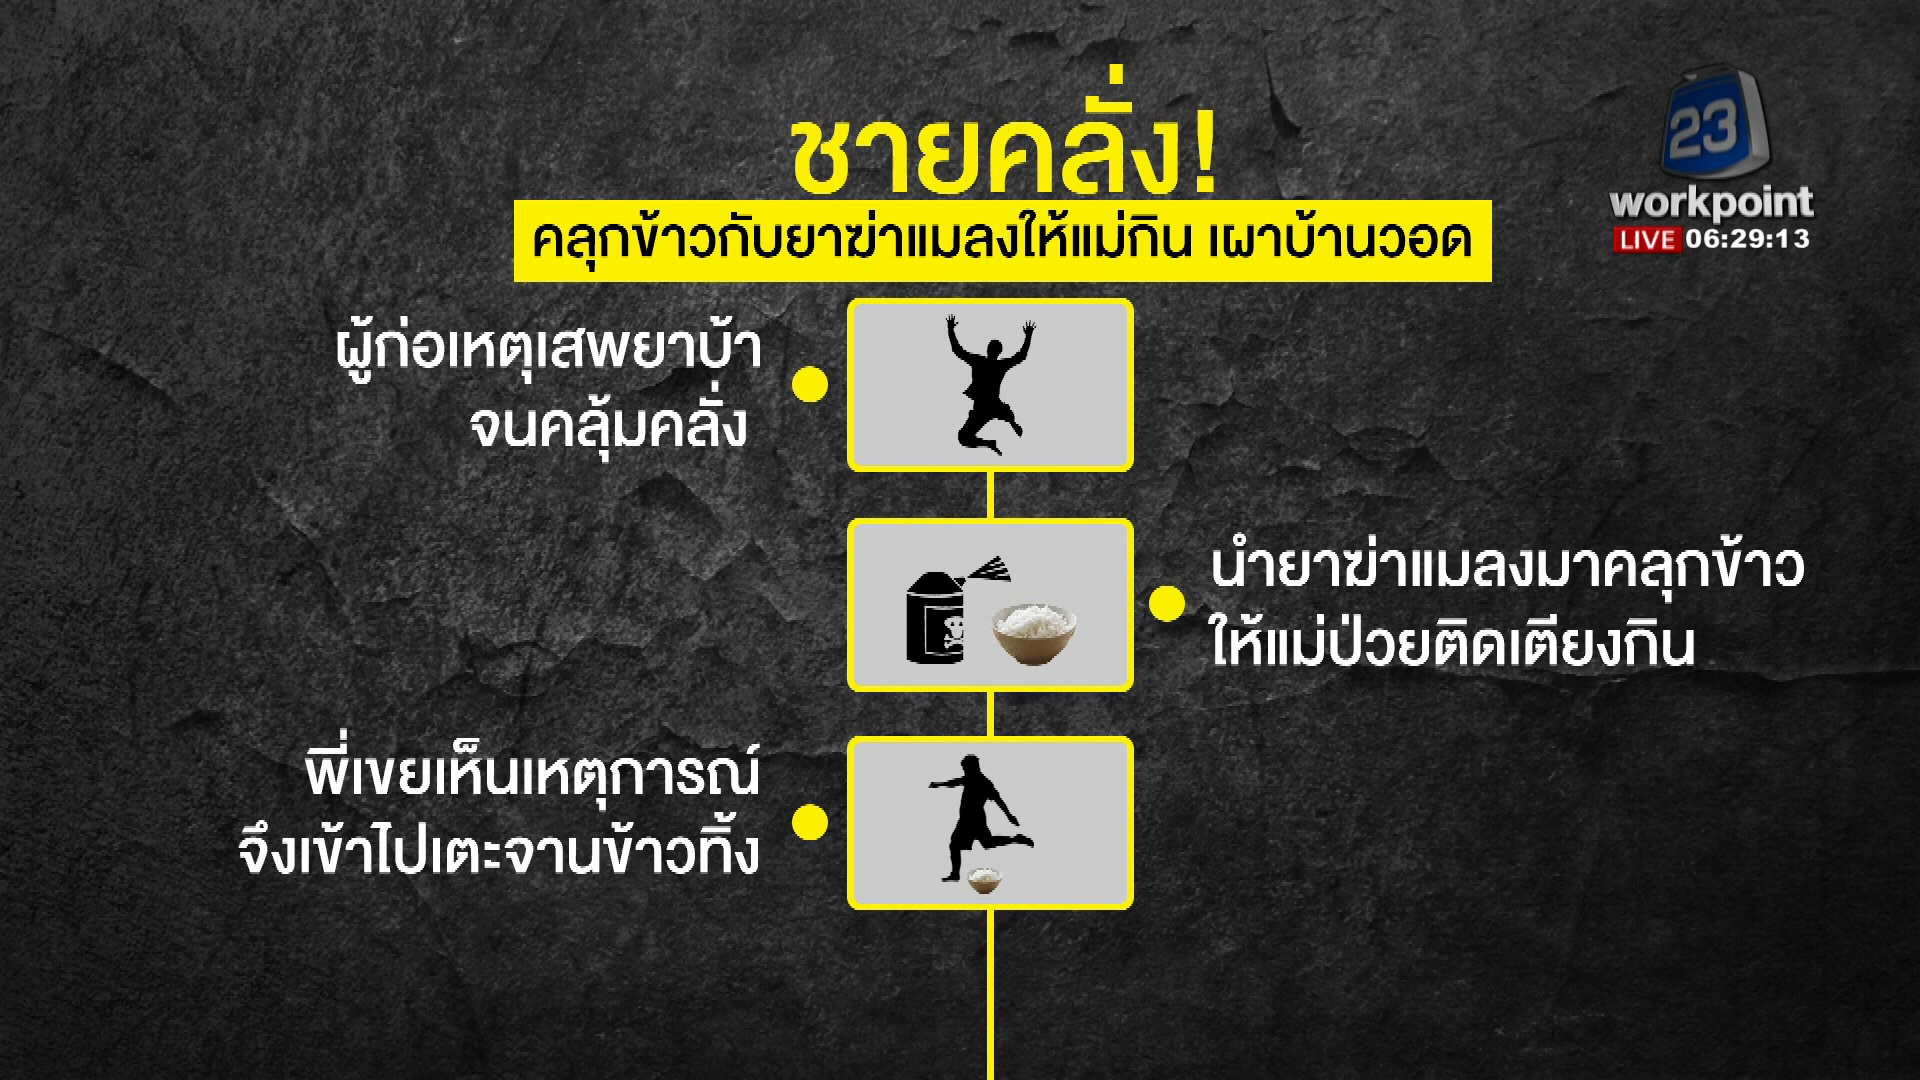 ชายคลั่ง!
คลุกข้าวกับยาฆ่าแมลงให้แม่กิน เผาบ้านวอด
23
workpoint
LIVE 06:29:13
ผู้ก่อเหตุเสพยาบ้า
จนคลุ้มคลั่ง
นำยาฆ่าแมลงมาคลุกข้าว
ให้แม่ป่วยติดเตียงกิน
พี่เขยเห็นเหตุการณ์
จึงเข้าไปเตะจานข้าวทิ้ง